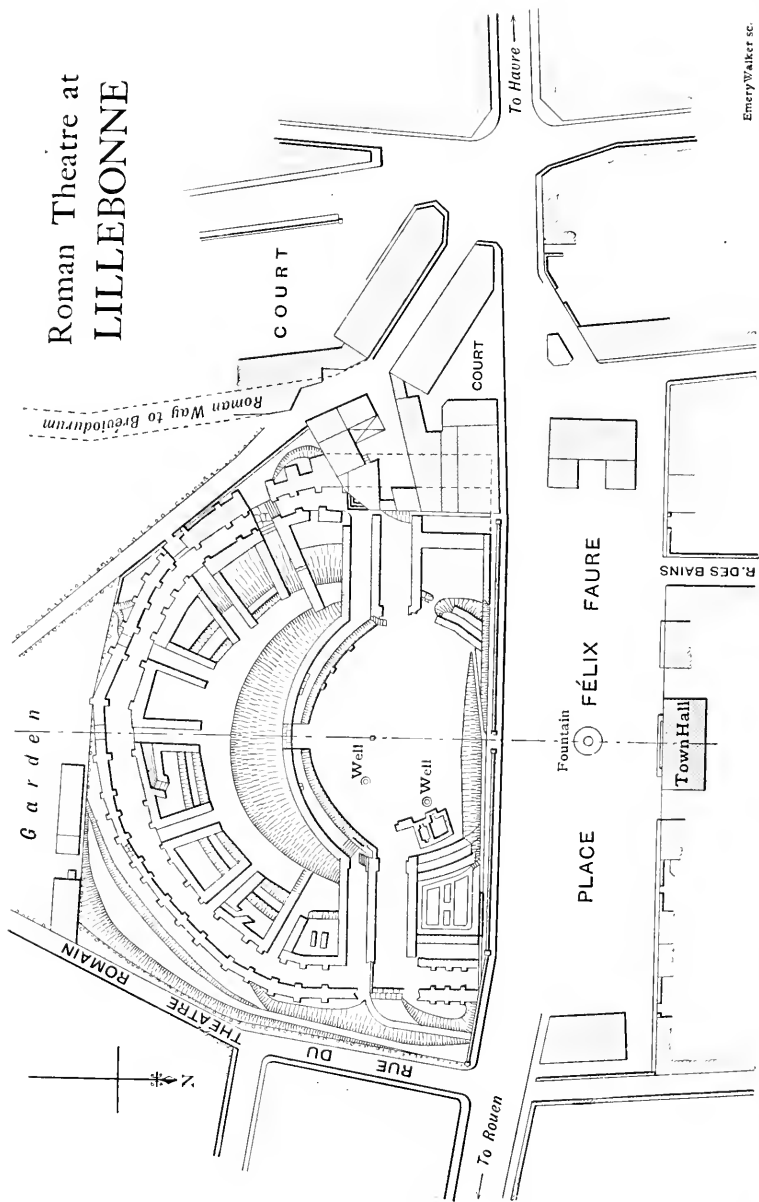 Roman Theatre at
LILLEBONNE
To Havre
COURT
COURT
Roman Way to Breviodurum
Garden
RUE DU THEATRE ROMAIN
N
To Rouen
Well
Well
Fountain
PLACE FÉLIX FAURE
Town Hall
R. DES BAINS
Emery Walker sc.